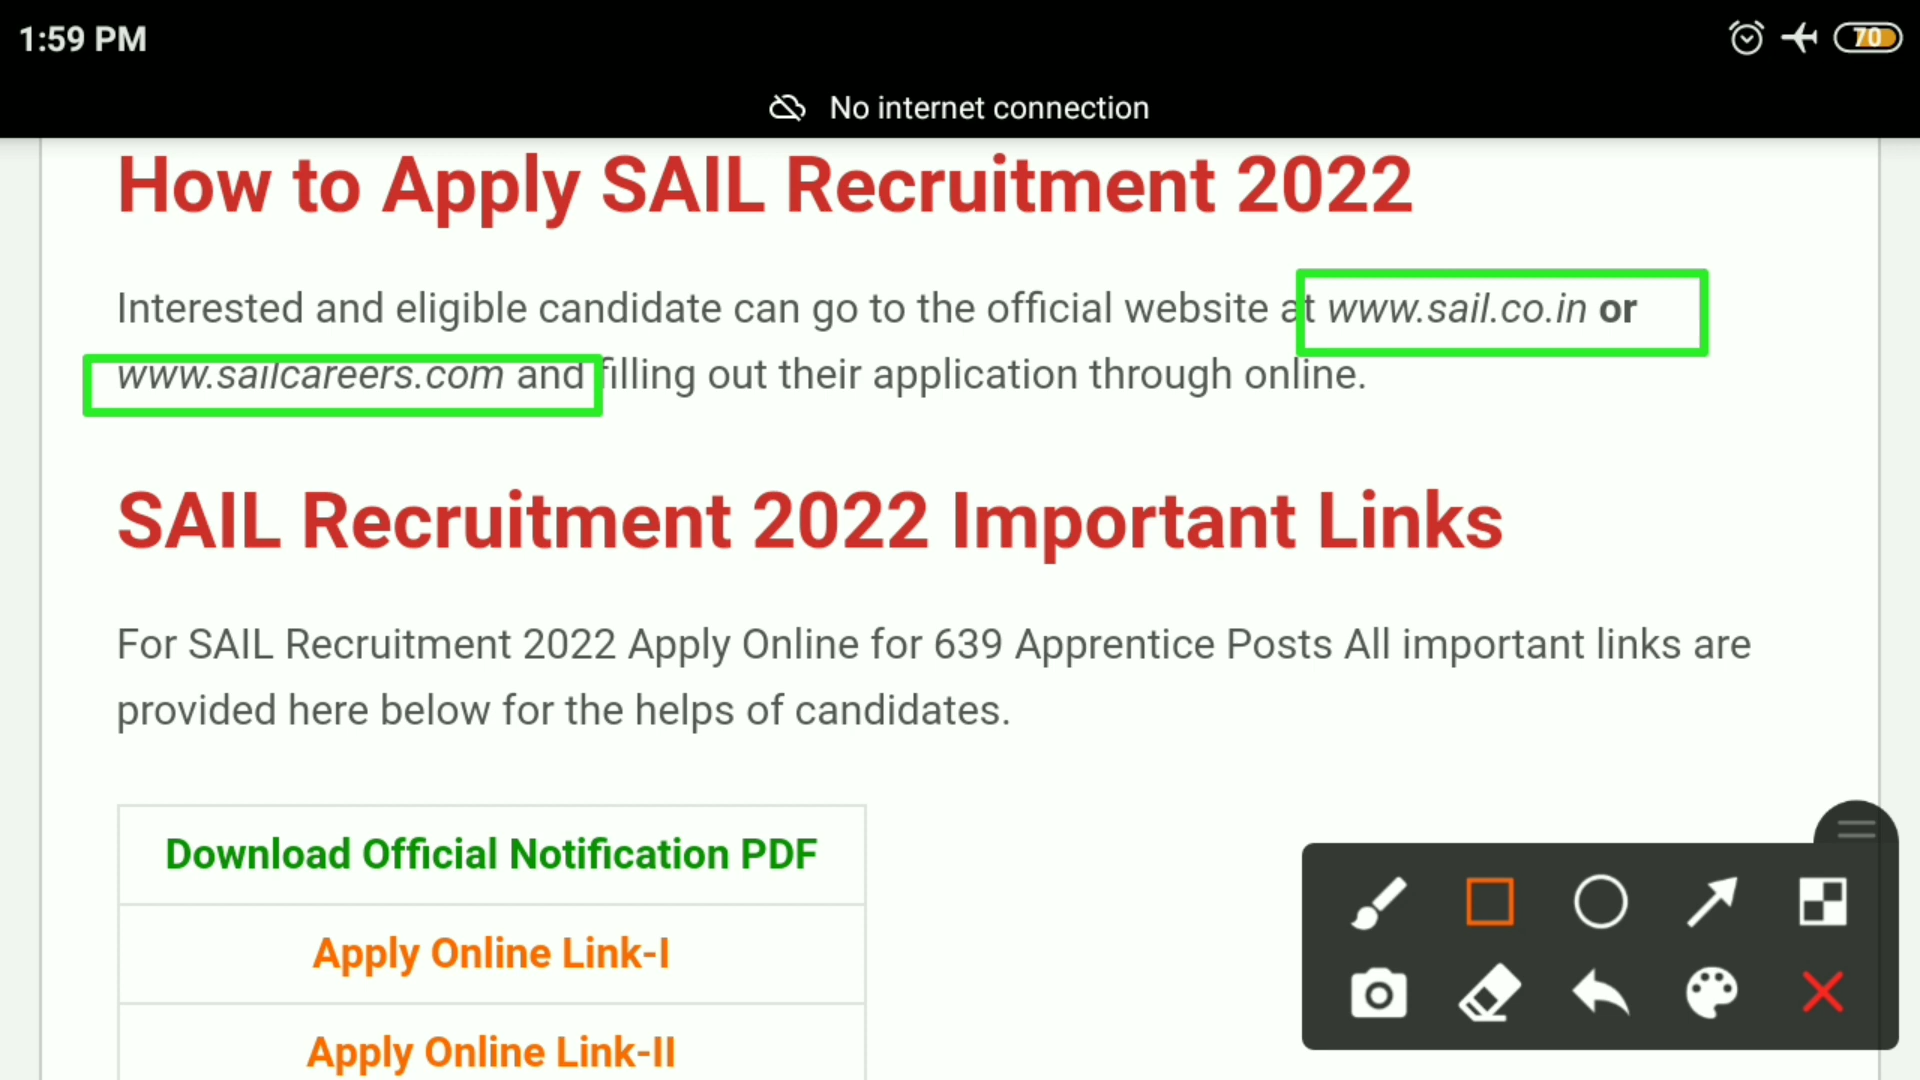 1:59 PM
70
No internet connection
How to Apply SAIL Recruitment 2022
Interested and eligible candidate can go to the official website at www.sail.co.in or
www.sailcareers.com and filling out their application through online.
SAIL Recruitment 2022 Important Links
For SAIL Recruitment 2022 Apply Online for 639 Apprentice Posts All important links are
provided here below for the helps of candidates.
Download Official Notification PDF
Apply Online Link-I
Apply Online Link-II